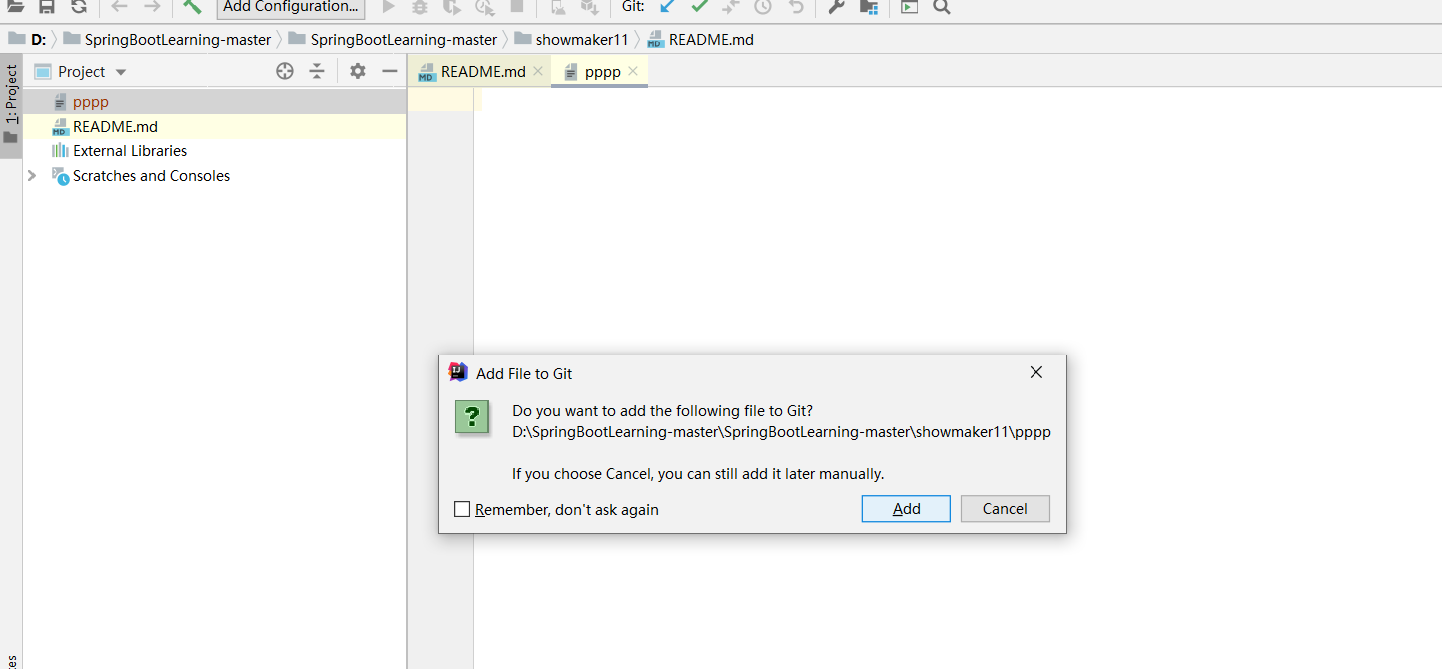 Add Configuration...
Git:
D: SpringBootLearning-master SpringBootLearning-master showmaker11 README.md
1: Project
Project
README.md
pppp
pppp
README.md
External Libraries
Scratches and Consoles
Add File to Git
Do you want to add the following file to Git?
D:\SpringBootLearning-master\SpringBootLearning-master\showmaker11\pppp
If you choose Cancel, you can still add it later manually.
Remember, don't ask again
Add
Cancel